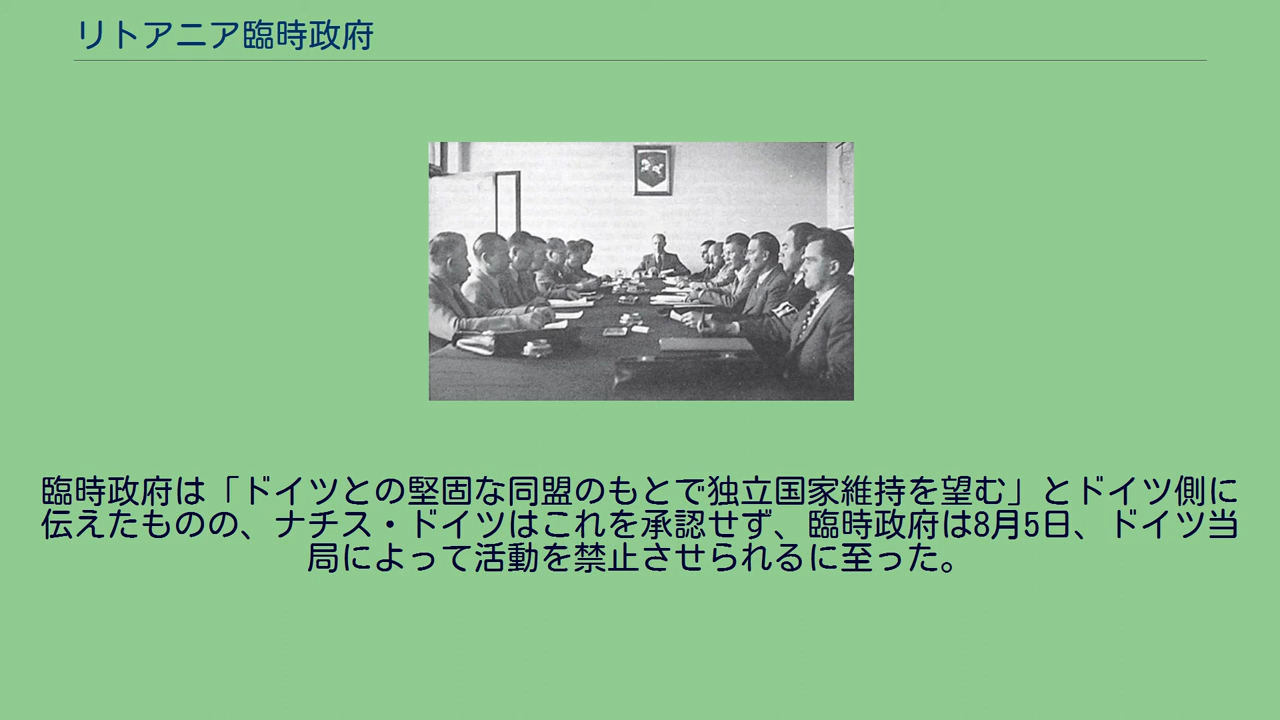 リトアニア臨時政府
臨時政府は「ドイツとの堅固な同盟のもとで独立国家維持を望む」とドイツ側に
伝えたものの、ナチス・ドイツはこれを承認せず、臨時政府は8月5日、ドイツ当
局によって活動を禁止させられるに至った。